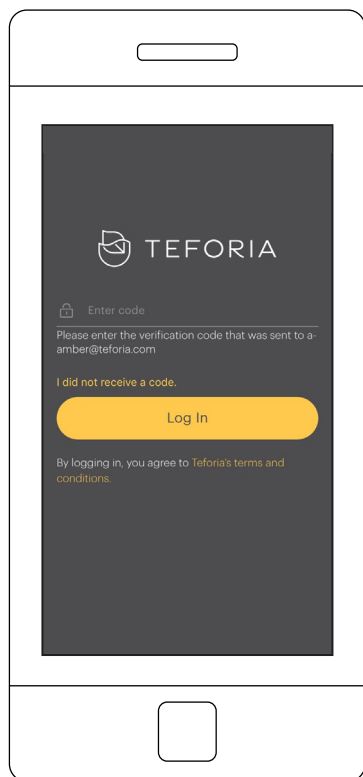 TEFORIA
Enter code
Please enter the verification code that was sent to a-
amber@teforia.com
I did not receive a code.
Log In
By logging in, you agree to Teforia's terms and
conditions.